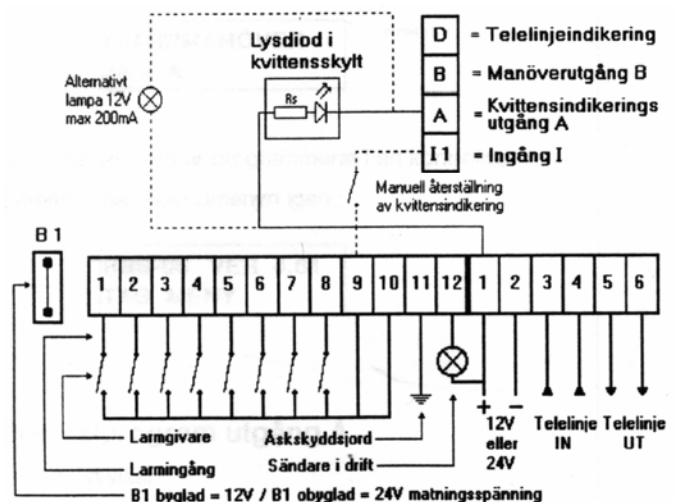 Lysdiod i
kvittensskylt
Alternativt
lampa 12V
max 200mA
Rs
D = Telelinjeindikering
B = Manöverutgång B
A = Kvittensindikerings
utgång A
I1 = Ingång I
Manuell återställning
av kvittensindikering
B 1
1 2 3 4 5 6 7 8 9 10 11 12 1 2 3 4 5 6
+ −
12V
eller
24V
Telelinje
IN
Telelinje
UT
Larmgivare
Åskskyddsjord
Larmingång
Sändare i drift
B1 byglad = 12V / B1 obyglad = 24V matningsspänning